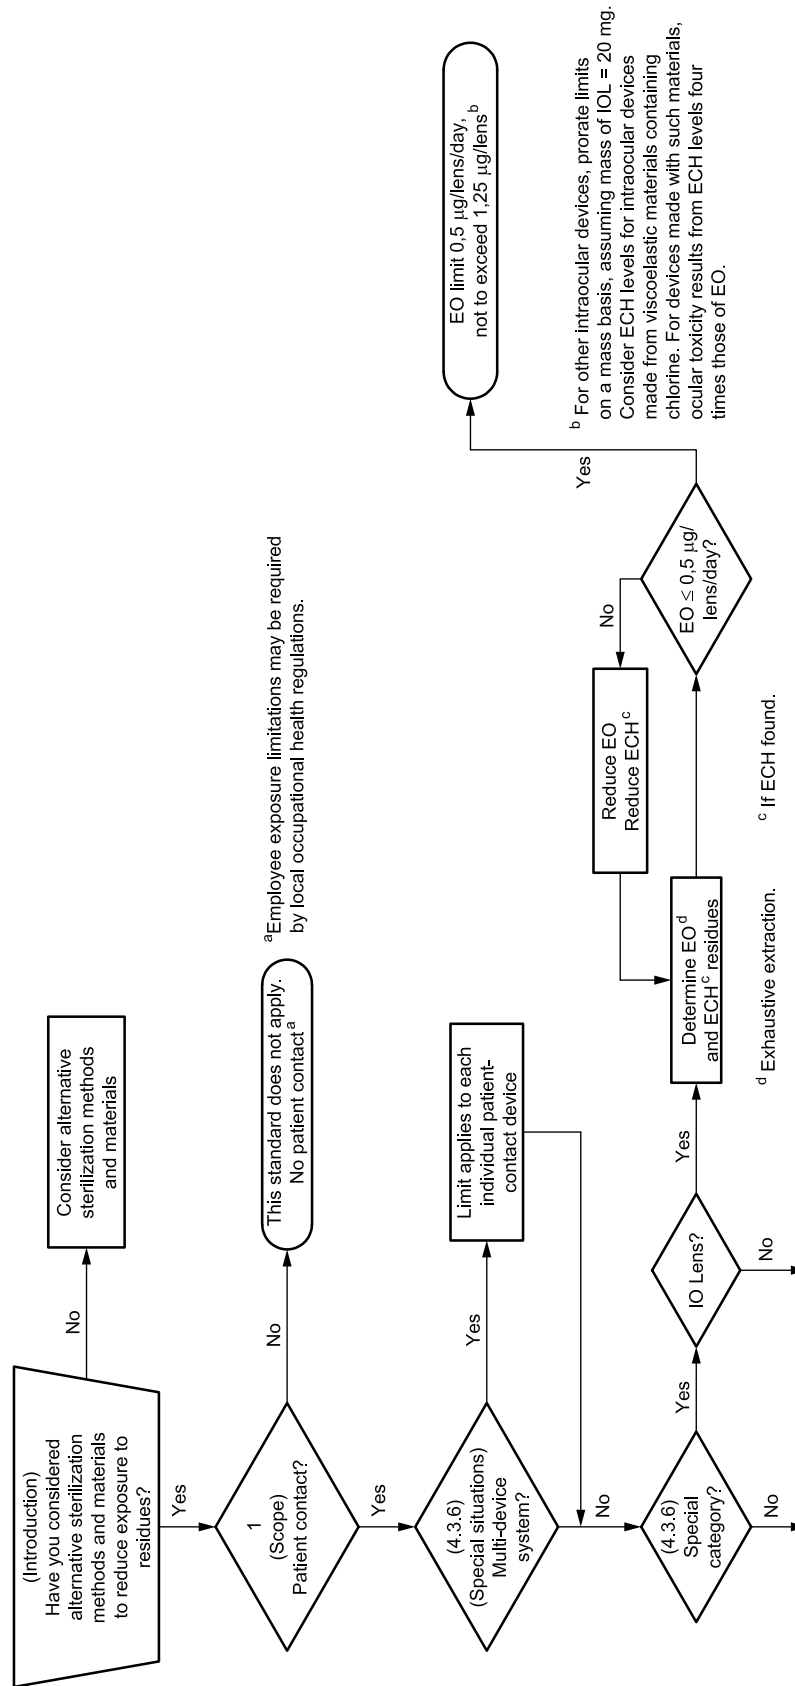 (Introduction)
Have you considered
alternative sterilization
methods and materials
to reduce exposure to
residues?
No
Consider alternative
sterilization methods
and materials
Yes
1
(Scope)
Patient contact?
No
This standard does not apply.
No patient contact a
a Employee exposure limitations may be required
by local occupational health regulations.
Yes
(4.3.6)
(Special situations)
Multi-device
system?
Yes
Limit applies to each
individual patient-
contact device
No
(4.3.6)
Special
category?
Yes
No
IO Lens?
Yes
No
Determine EO d
and ECH c residues
Reduce EO
Reduce ECH c
No
EO ≤ 0,5 µg/
lens/day?
Yes
EO limit 0,5 µg/lens/day,
not to exceed 1,25 µg/lens b
b For other intraocular devices, prorate limits
on a mass basis, assuming mass of IOL = 20 mg.
Consider ECH levels for intraocular devices
made from viscoelastic materials containing
chlorine. For devices made with such materials,
ocular toxicity results from ECH levels four
times those of EO.
d Exhaustive extraction.
c If ECH found.